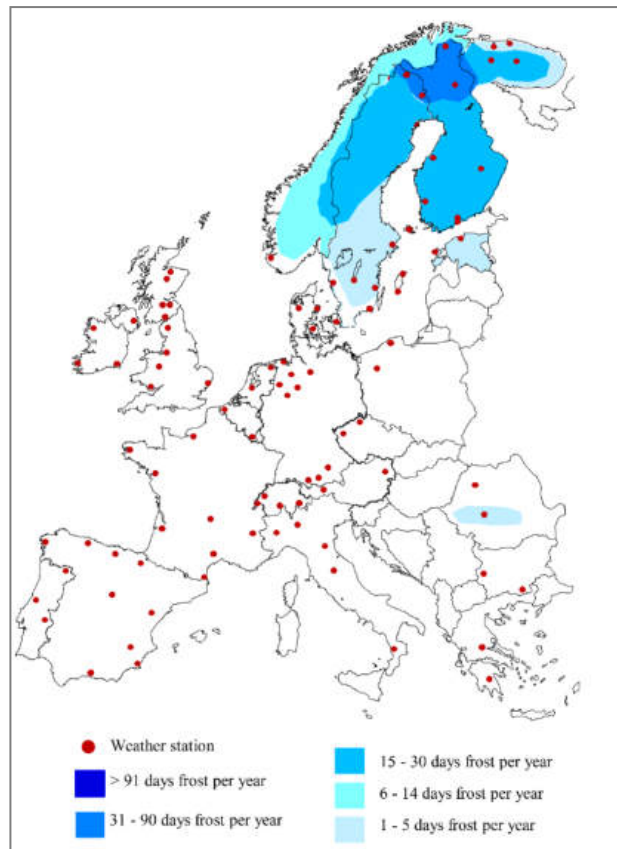 Weather station
> 91 days frost per year
31 - 90 days frost per year
15 - 30 days frost per year
6 - 14 days frost per year
1 - 5 days frost per year